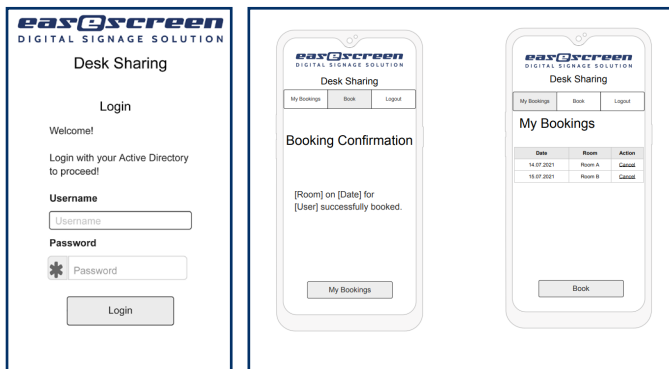 easescreen
DIGITAL SIGNAGE SOLUTION
Desk Sharing
Login
Welcome!
Login with your Active Directory
to proceed!
Username
Username
Password
Password
Login
easescreen
DIGITAL SIGNAGE SOLUTION
Desk Sharing
My Bookings Book Logout
Booking Confirmation
[Room] on [Date] for
[User] successfully booked.
My Bookings
easescreen
DIGITAL SIGNAGE SOLUTION
Desk Sharing
My Bookings Book Logout
My Bookings
Date Room Action
14.07.2021 Room A Cancel
15.07.2021 Room B Cancel
Book